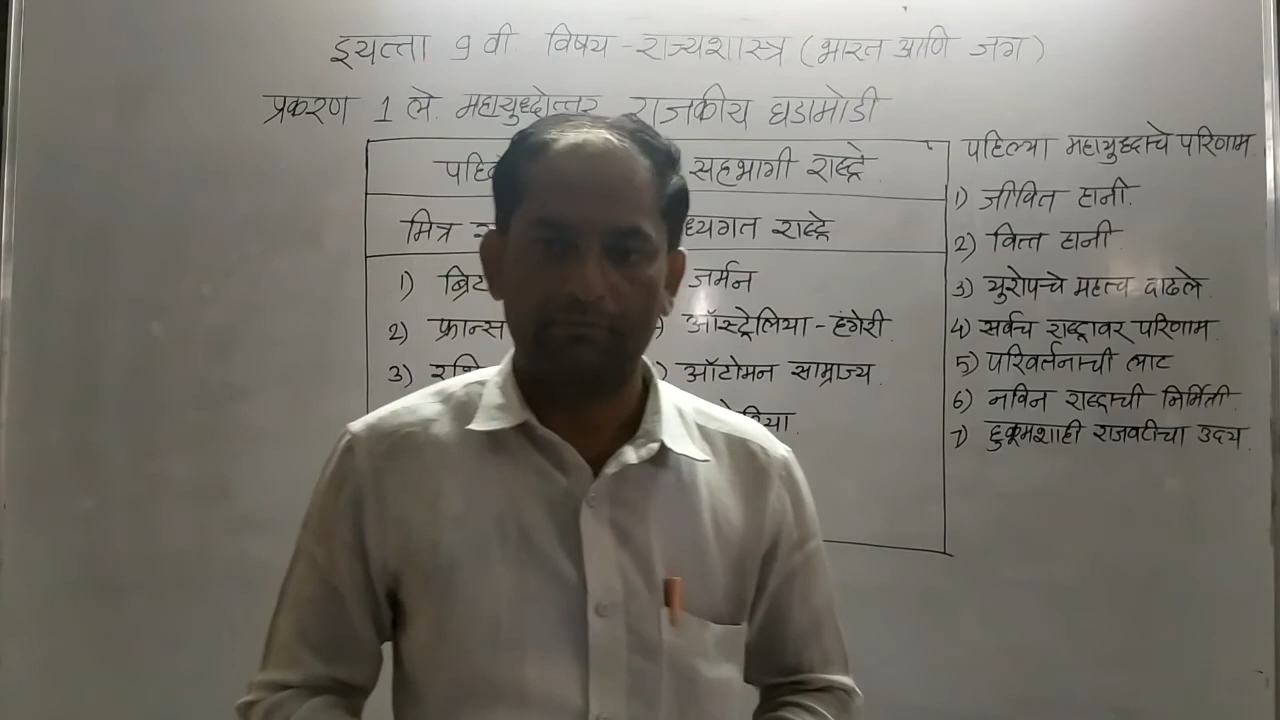 इयत्ता 9 वी विषय - राज्यशास्त्र (भारत आणि जग)
प्रकरण 1 ले. महायुध्दोत्तर राजकीय घडामोडी
सहभागी राष्ट्रे
मित्र
1) जर्मन
2) फ्रान्स ऑस्ट्रेलिया - हंगेरी
3) ऑटोमन साम्राज्य
पहिल्या महायुध्दाचे परिणाम
1) जीवित हानी.
2) वित्त हानी
3) युरोपचे महत्व वाढले
4) सर्वच राष्ट्रावर परिणाम
5) परिवर्तनाची लाट
6) नविन राष्ट्राची निर्मिती
7) हुकूमशाही राजवटीचा उदय